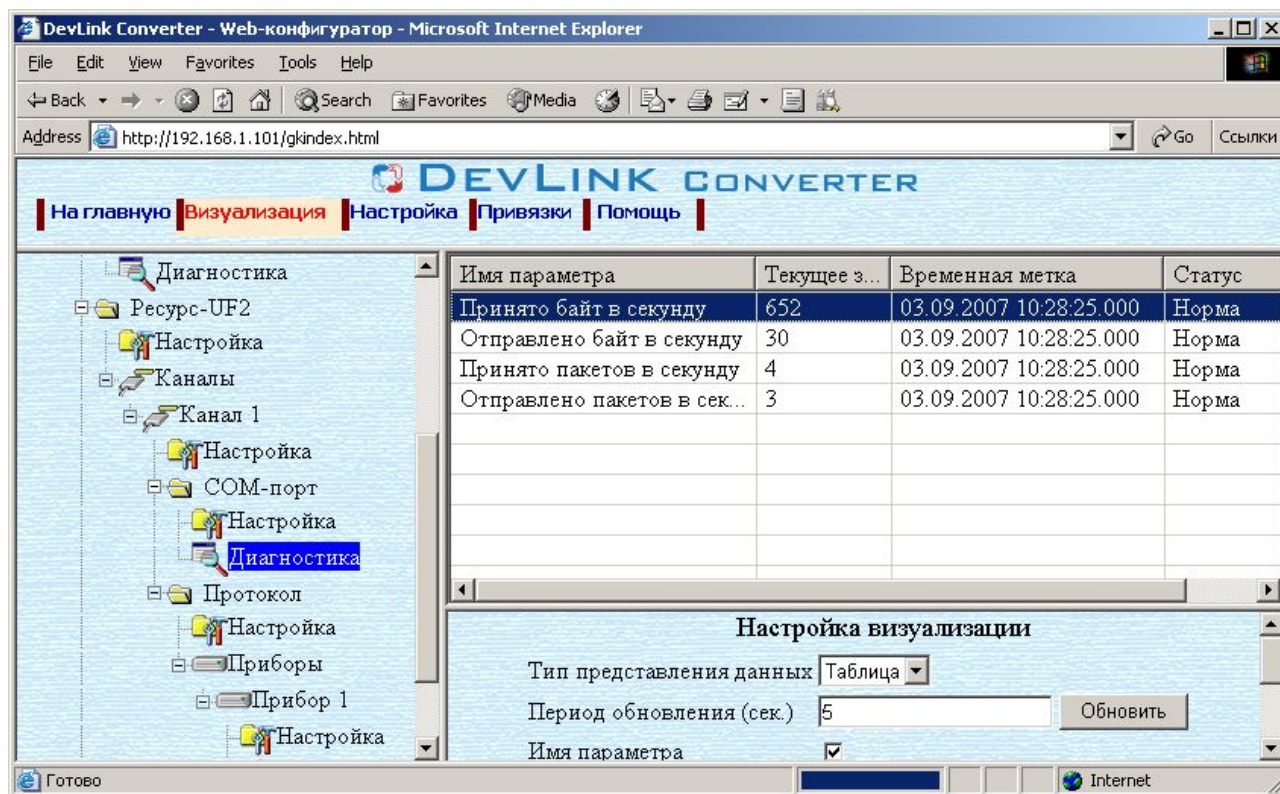 DevLink Converter - Web-конфигуратор - Microsoft Internet Explorer
File Edit View Favorites Tools Help
Back Search Favorites Media
Address http://192.168.1.101/gkindex.html Go Ссылки
DEVLINK CONVERTER
На главную Визуализация Настройка Привязки Помощь
Диагностика
Ресурс-UF2
Настройка
Каналы
Канал 1
Настройка
COM-порт
Настройка
Диагностика
Протокол
Настройка
Приборы
Прибор 1
Настройка
Имя параметра Текущее з... Временная метка Статус
Принято байт в секунду 652 03.09.2007 10:28:25.000 Норма
Отправлено байт в секунду 30 03.09.2007 10:28:25.000 Норма
Принято пакетов в секунду 4 03.09.2007 10:28:25.000 Норма
Отправлено пакетов в сек... 3 03.09.2007 10:28:25.000 Норма
Настройка визуализации
Тип представления данных Таблица
Период обновления (сек.) 5 Обновить
Имя параметра
Готово Internet